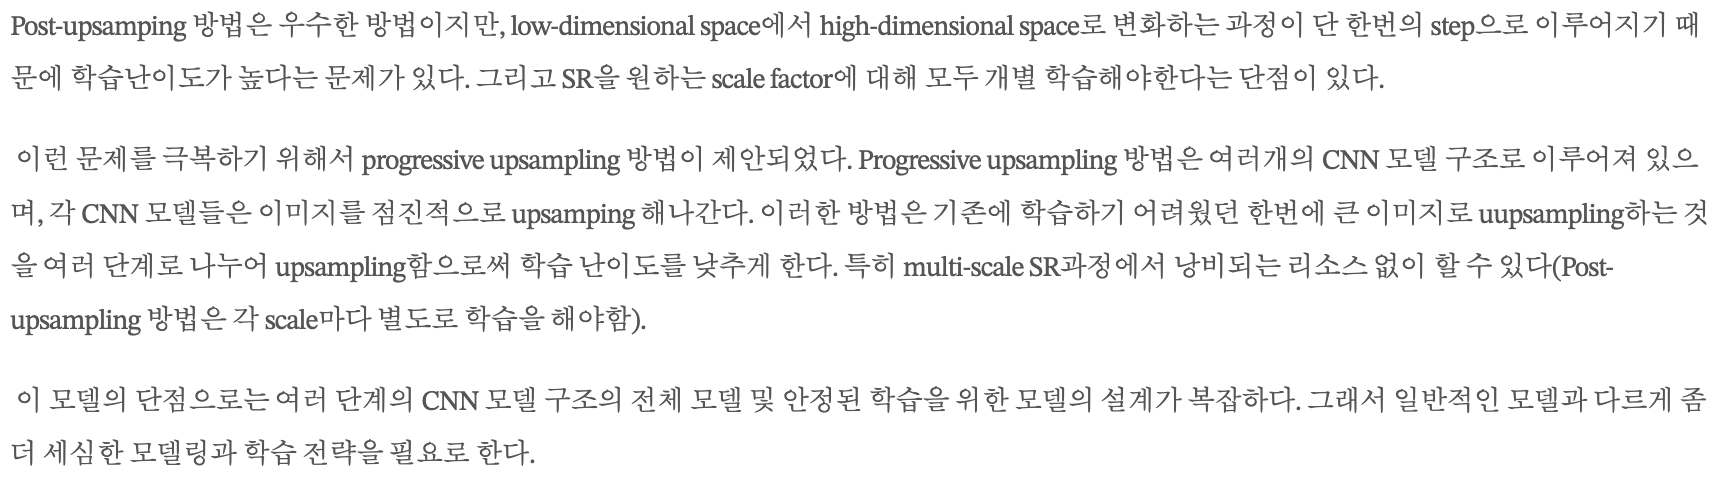 Post-upsamping 방법은 우수한 방법이지만, low-dimensional space에서 high-dimensional space로 변화하는 과정이 단 한번의 step으로 이루어지기 때
문에 학습난이도가 높다는 문제가 있다. 그리고 SR을 원하는 scale factor에 대해 모두 개별 학습해야한다는 단점이 있다.
이런 문제를 극복하기 위해서 progressive upsampling 방법이 제안되었다. Progressive upsampling 방법은 여러개의 CNN 모델 구조로 이루어져 있으
며, 각 CNN 모델들은 이미지를 점진적으로 upsamping 해나간다. 이러한 방법은 기존에 학습하기 어려웠던 한번에 큰 이미지로 uupsampling하는 것
을 여러 단계로 나누어 upsampling함으로써 학습 난이도를 낮추게 한다. 특히 multi-scale SR과정에서 낭비되는 리소스 없이 할 수 있다(Post-
upsampling 방법은 각 scale마다 별도로 학습을 해야함).
이 모델의 단점으로는 여러 단계의 CNN 모델 구조의 전체 모델 및 안정된 학습을 위한 모델의 설계가 복잡하다. 그래서 일반적인 모델과 다르게 좀
더 세심한 모델링과 학습 전략을 필요로 한다.